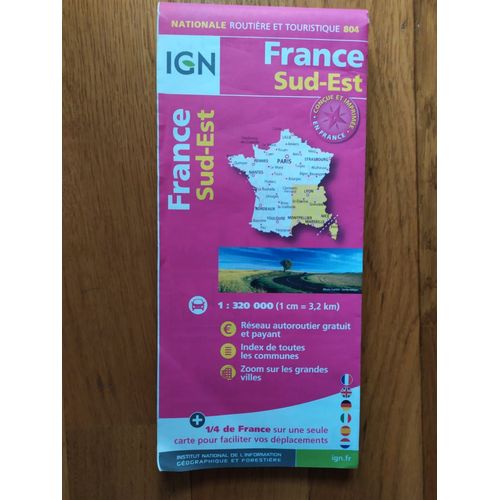 NATIONALE ROUTIÈRE ET TOURISTIQUE 804
IGN
France
Sud-Est
CONÇUE ET IMPRIMÉE
EN FRANCE
France
Sud-Est
PARIS
STRASBOURG
RENNES
NANTES
LYON
BORDEAUX
TOULOUSE
MONTPELLIER
NICE
MARSEILLE
1 : 320 000 (1 cm = 3,2 km)
Réseau autoroutier gratuit
et payant
Index de toutes
les communes
Zoom sur les grandes
villes
+ 1/4 de France sur une seule
carte pour faciliter vos déplacements
INSTITUT NATIONAL DE L'INFORMATION
GÉOGRAPHIQUE ET FORESTIÈRE
ign.fr